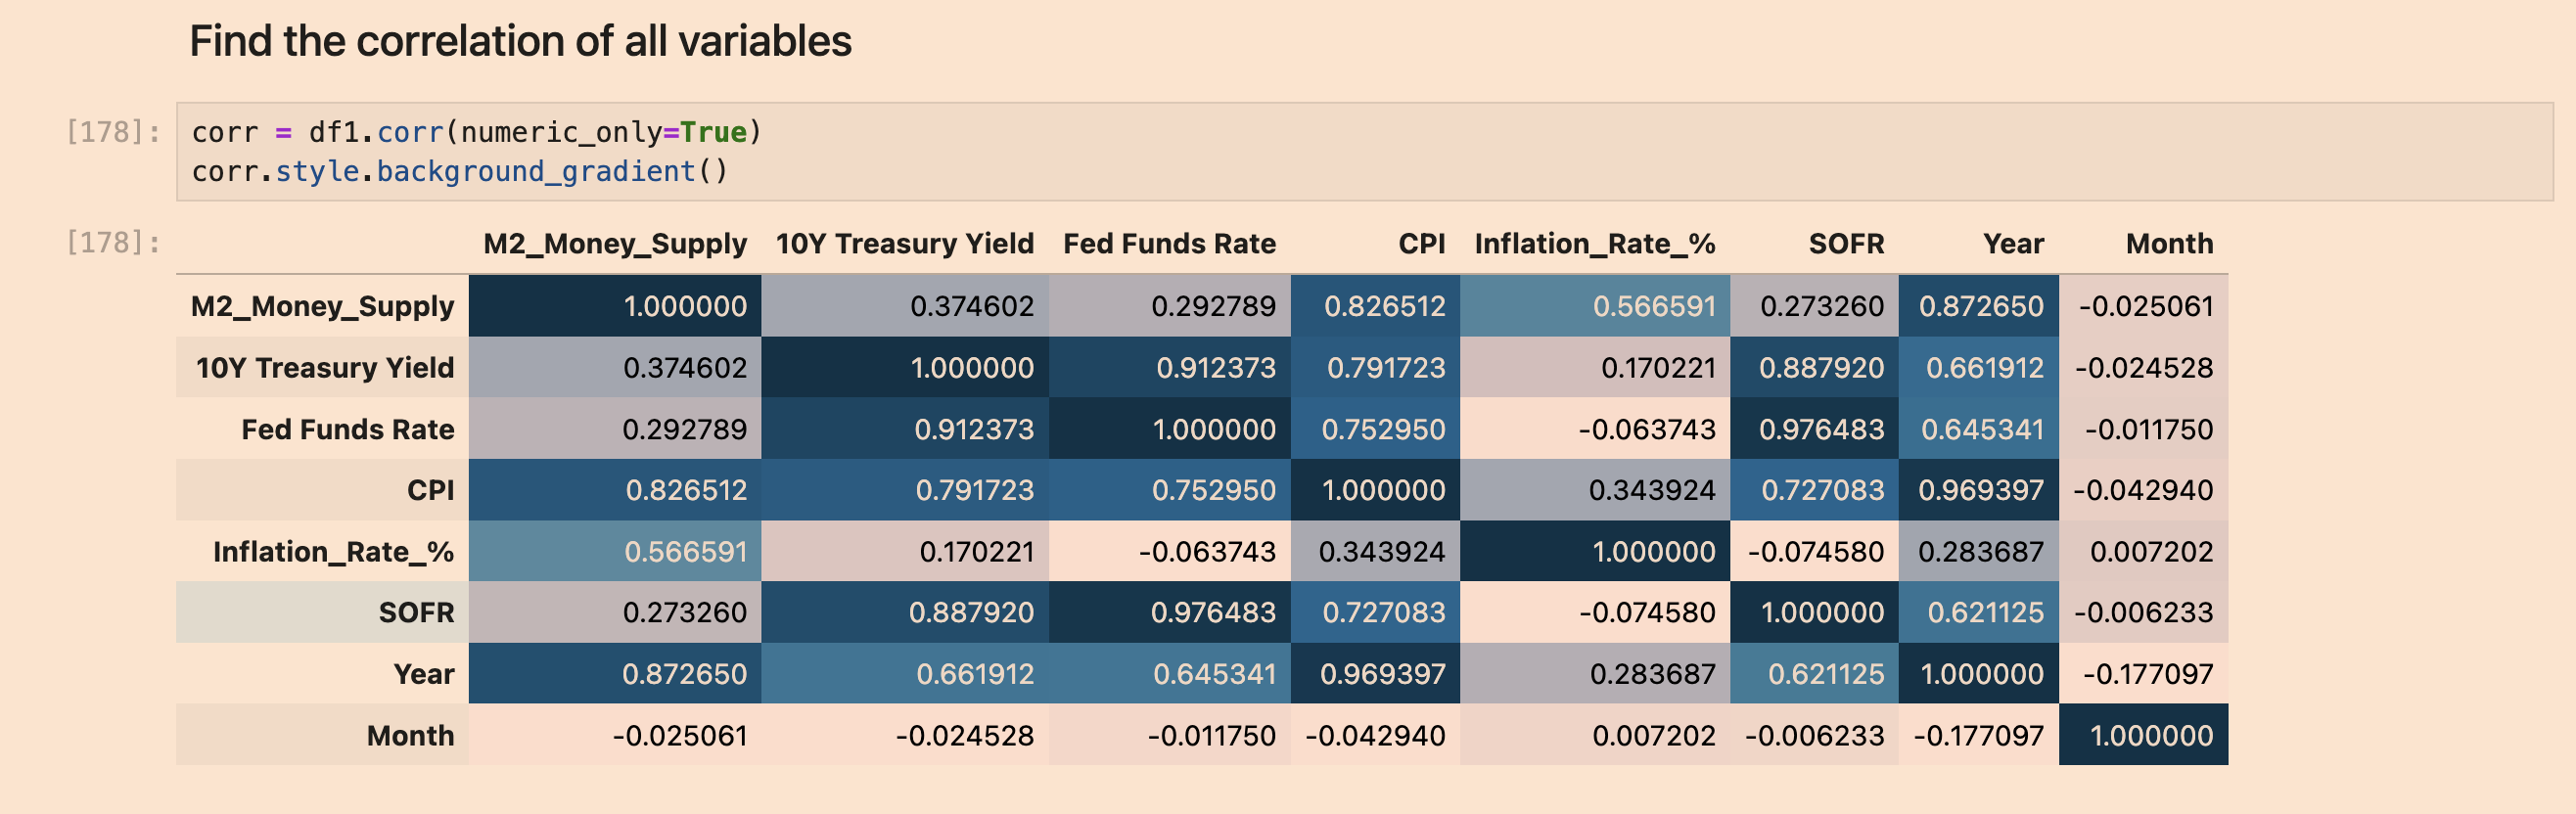 Find the correlation of all variables
[178]: corr = df1.corr(numeric_only=True)
corr.style.background_gradient()
[178]: M2_Money_Supply 10Y Treasury Yield Fed Funds Rate CPI Inflation_Rate_% SOFR Year Month
M2_Money_Supply 1.000000 0.374602 0.292789 0.826512 0.566591 0.273260 0.872650 -0.025061
10Y Treasury Yield 0.374602 1.000000 0.912373 0.791723 0.170221 0.887920 0.661912 -0.024528
Fed Funds Rate 0.292789 0.912373 1.000000 0.752950 -0.063743 0.976483 0.645341 -0.011750
CPI 0.826512 0.791723 0.752950 1.000000 0.343924 0.727083 0.969397 -0.042940
Inflation_Rate_% 0.566591 0.170221 -0.063743 0.343924 1.000000 -0.074580 0.283687 0.007202
SOFR 0.273260 0.887920 0.976483 0.727083 -0.074580 1.000000 0.621125 -0.006233
Year 0.872650 0.661912 0.645341 0.969397 0.283687 0.621125 1.000000 -0.177097
Month -0.025061 -0.024528 -0.011750 -0.042940 0.007202 -0.006233 -0.177097 1.000000